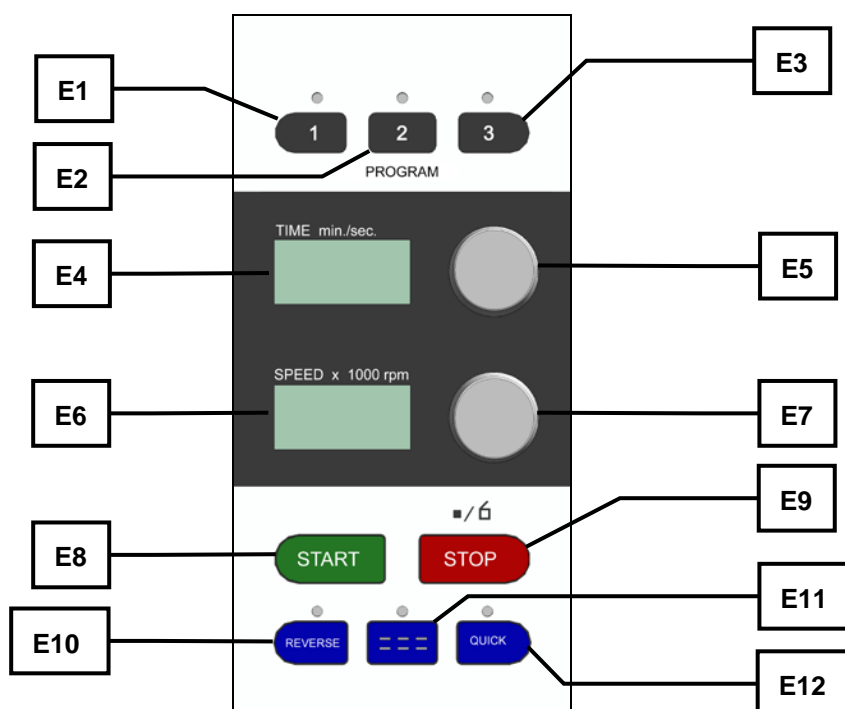 E1
E3
1 2 3
E2
PROGRAM
TIME min./sec.
E4
E5
SPEED x 1000 rpm
E6
E7
E9
■/
E8
START STOP
E11
E10
REVERSE QUICK
E12